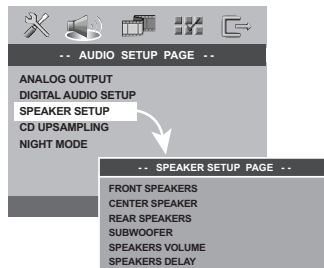 -- AUDIO SETUP PAGE --
ANALOG OUTPUT
DIGITAL AUDIO SETUP
SPEAKER SETUP
CD UPSAMPLING
NIGHT MODE
-- SPEAKER SETUP PAGE --
FRONT SPEAKERS
CENTER SPEAKER
REAR SPEAKERS
SUBWOOFER
SPEAKERS VOLUME
SPEAKERS DELAY